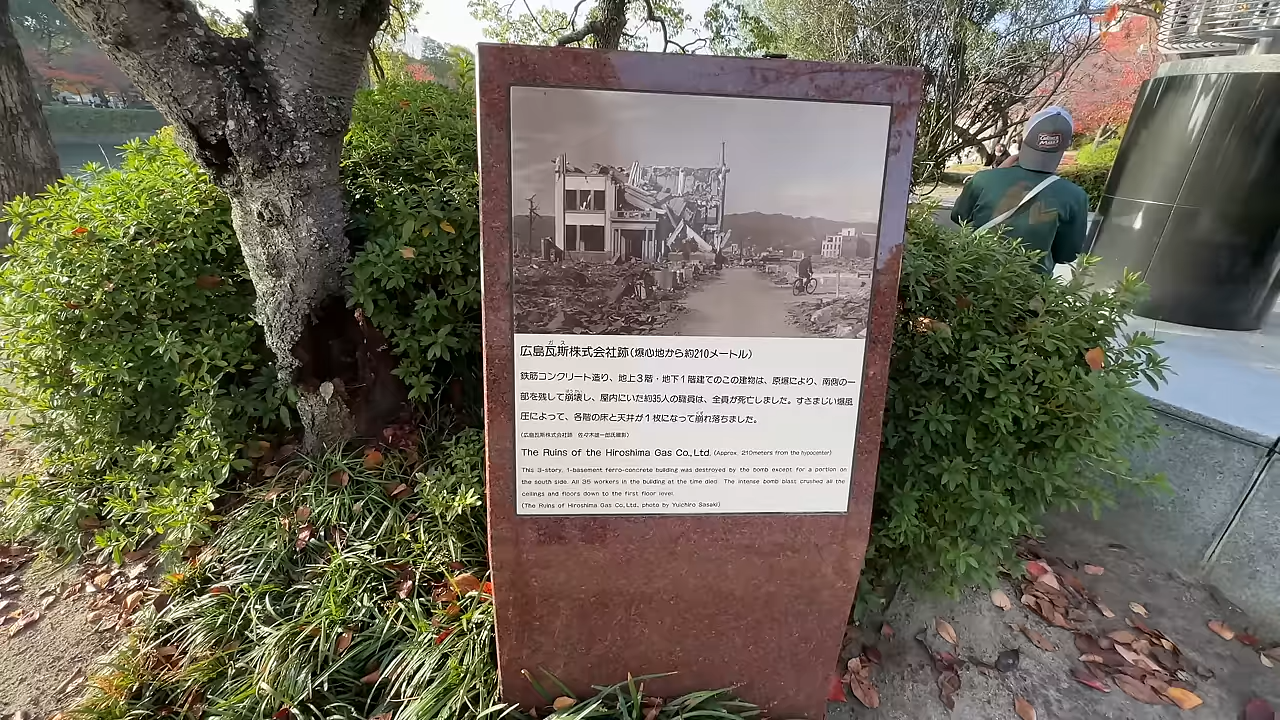 広島瓦斯株式会社跡(爆心地から約210メートル)
鉄筋コンクリート造り、地上3階・地下1階建てのこの建物は、原爆により、南側の一
部を残して崩壊し、屋内にいた約35人の職員は、全員が死亡しました。すさまじい爆風
圧によって、各階の床と天井が1枚になって崩れ落ちました。
(広島瓦斯株式会社跡 佐々木雄一郎氏撮影)
The Ruins of the Hiroshima Gas Co., Ltd. (Approx. 210meters from the hypocenter)
This 3-story, 1-basement ferro-concrete building was destroyed by the bomb except for a portion on
the south side. All 35 workers in the building at the time died. The intense bomb blast crushed all the
ceilings and floors down to the first floor level.
(The Ruins of Hiroshima Gas Co., Ltd., photo by Yuichiro Sasaki)